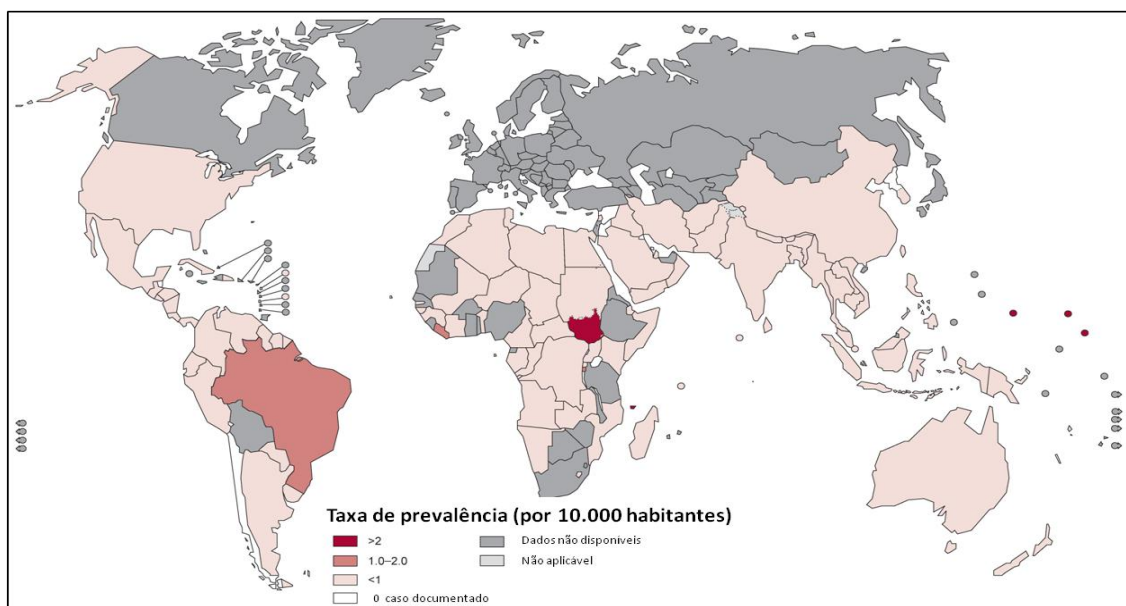 Taxa de prevalência (por 10.000 habitantes)
>2
1.0–2.0
<1
0 caso documentado
Dados não disponíveis
Não aplicável